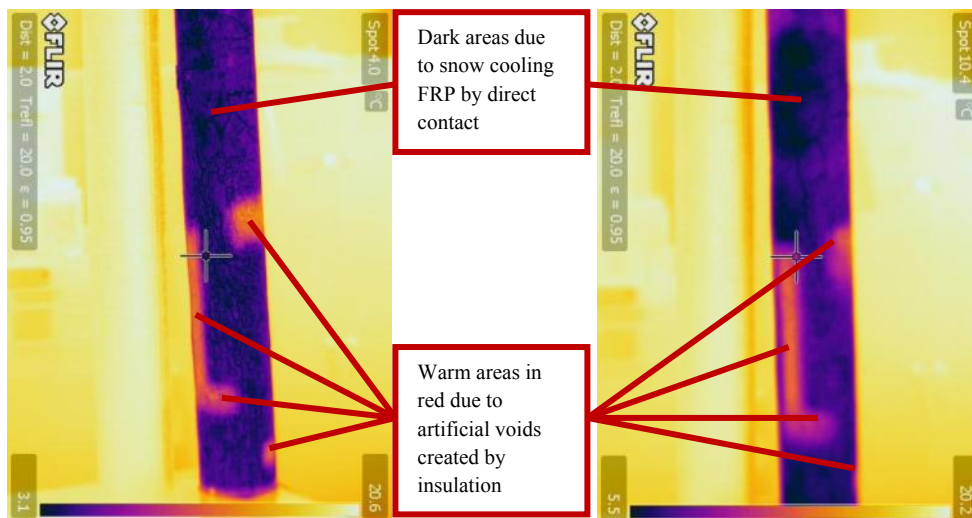 FLIR
Dist = 2.0 Trefl = 20.0 ε = 0.95
Spot 4.0 °C
3.1
20.6
Dark areas due
to snow cooling
FRP by direct
contact
Warm areas in
red due to
artificial voids
created by
insulation
FLIR
Dist = 2.0 Trefl = 20.0 ε = 0.95
Spot 10.4 °C
5.5
20.2